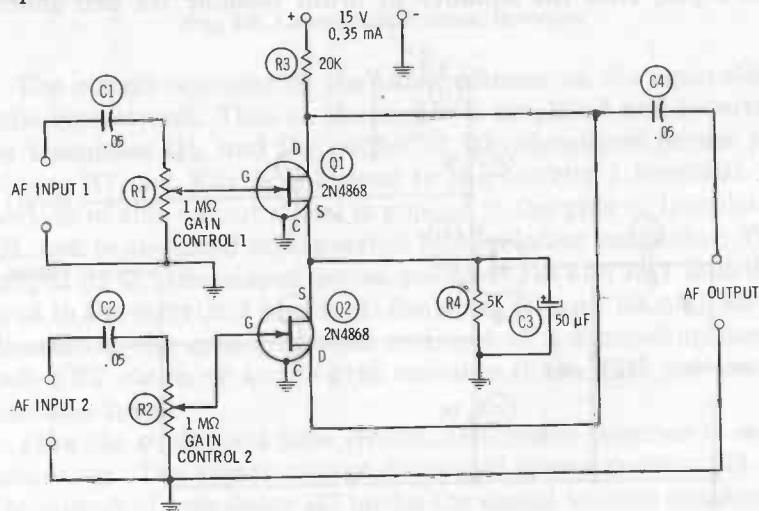 +
15 V
0.35 mA
-
R3
20K
C1
.05
C4
.05
D
Q1
G
2N4868
S
C
AF INPUT 1
R1
1 MΩ
GAIN
CONTROL 1
C2
.05
S
Q2
G
2N4868
D
C
R4
5K
C3
+
50 µF
AF OUTPUT
AF INPUT 2
R2
1 MΩ
GAIN
CONTROL 2